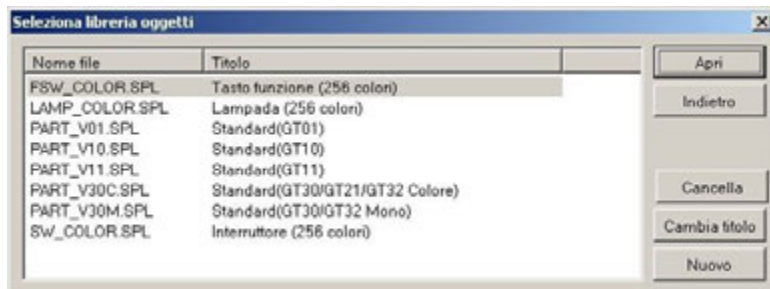 Seleziona libreria oggetti
Nome file Titolo
FSW_COLOR.SPL Tasto funzione (256 colori)
LAMP_COLOR.SPL Lampada (256 colori)
PART_V01.SPL Standard(GT01)
PART_V10.SPL Standard(GT10)
PART_V11.SPL Standard(GT11)
PART_V30C.SPL Standard(GT30/GT21/GT32 Colore)
PART_V30M.SPL Standard(GT30/GT32 Mono)
SW_COLOR.SPL Interruttore (256 colori)
Apri
Indietro
Cancella
Cambia titolo
Nuovo